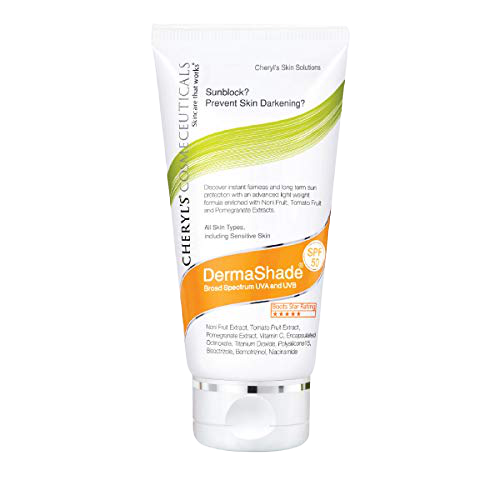 CHERYL'S COSMECEUTICALS
Skincare that works®
Cheryl's Skin Solutions
Sunblock?
Prevent Skin Darkening?
Discover instant fairness and long term sun
protection with an advanced light weight
formula enriched with Noni Fruit, Tomato Fruit
and Pomegranate Extracts.
All Skin Types,
including Sensitive Skin
DermaShade®
Broad Spectrum UVA and UVB
SPF
50
Boots Star Rating
★★★★★
Noni Fruit Extract, Tomato Fruit Extract,
Pomegranate Extract, Vitamin C, Encapsulated
Octinoxate, Titanium Dioxide, Polysilicone15,
Bisoctrizole, Bemotrizinol, Niacinamide